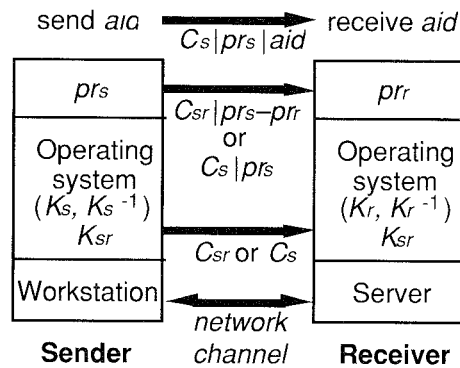 send aid
receive aid
Cs|prs|aid
prs
prr
Csr|prs–prr
or
Cs|prs
Operating
system
(Ks, Ks⁻¹)
Ksr
Operating
system
(Kr, Kr⁻¹)
Ksr
Csr or Cs
Workstation
Server
network
channel
Sender
Receiver